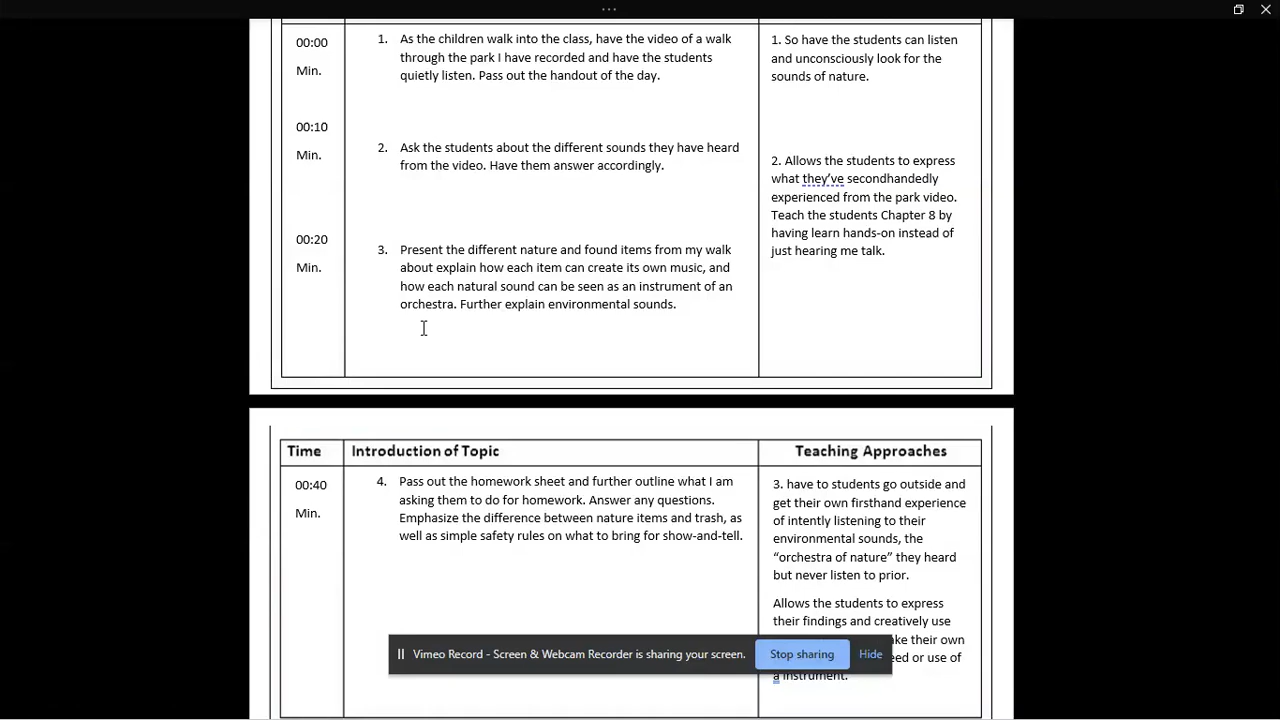 00:00
Min.
1. As the children walk into the class, have the video of a walk
through the park I have recorded and have the students
quietly listen. Pass out the handout of the day.
1. So have the students can listen
and unconsciously look for the
sounds of nature.
00:10
Min.
2. Ask the students about the different sounds they have heard
from the video. Have them answer accordingly.
2. Allows the students to express
what they’ve secondhandedly
experienced from the park video.
Teach the students Chapter 8 by
having learn hands-on instead of
just hearing me talk.
00:20
Min.
3. Present the different nature and found items from my walk
about explain how each item can create its own music, and
how each natural sound can be seen as an instrument of an
orchestra. Further explain environmental sounds.
Time Introduction of Topic Teaching Approaches
00:40
Min.
4. Pass out the homework sheet and further outline what I am
asking them to do for homework. Answer any questions.
Emphasize the difference between nature items and trash, as
well as simple safety rules on what to bring for show-and-tell.
3. have to students go outside and
get their own firsthand experience
of intently listening to their
environmental sounds, the
“orchestra of nature” they heard
but never listen to prior.
Allows the students to express
their findings and creatively use
their own
or use of
a instrument.
Vimeo Record - Screen & Webcam Recorder is sharing your screen. Stop sharing Hide